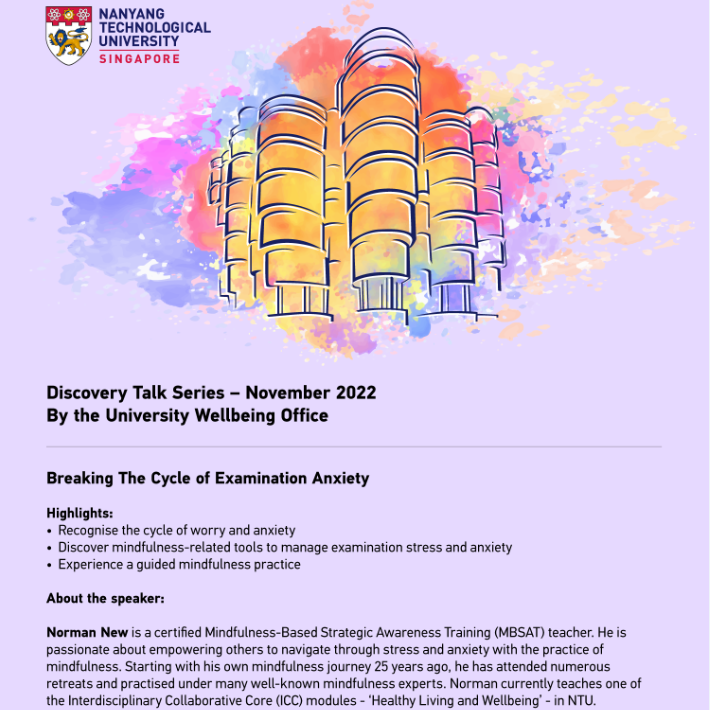 NANYANG
TECHNOLOGICAL
UNIVERSITY
SINGAPORE
Discovery Talk Series – November 2022
By the University Wellbeing Office
Breaking The Cycle of Examination Anxiety
Highlights:
• Recognise the cycle of worry and anxiety
• Discover mindfulness-related tools to manage examination stress and anxiety
• Experience a guided mindfulness practice
About the speaker:
Norman New is a certified Mindfulness-Based Strategic Awareness Training (MBSAT) teacher. He is
passionate about empowering others to navigate through stress and anxiety with the practice of
mindfulness. Starting with his own mindfulness journey 25 years ago, he has attended numerous
retreats and practised under many well-known mindfulness experts. Norman currently teaches one of
the Interdisciplinary Collaborative Core (ICC) modules - ‘Healthy Living and Wellbeing’ - in NTU.